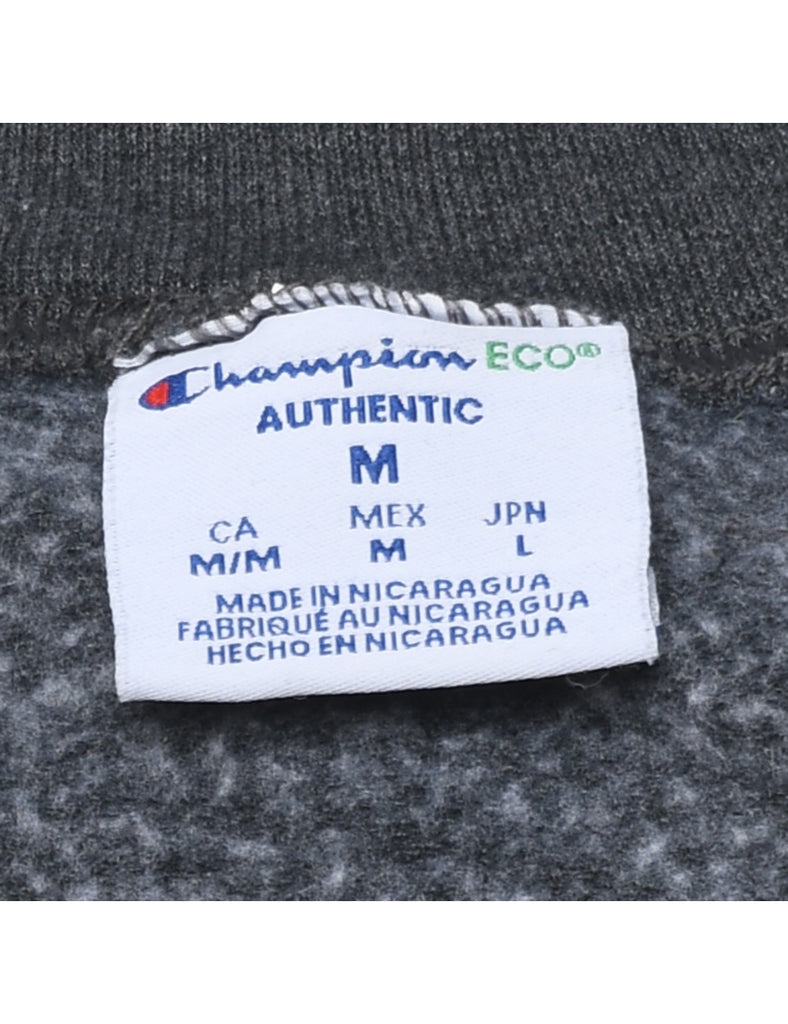 Champion ECO®
AUTHENTIC
M
CA MEX JPN
M/M M L
MADE IN NICARAGUA
FABRIQUÉ AU NICARAGUA
HECHO EN NICARAGUA